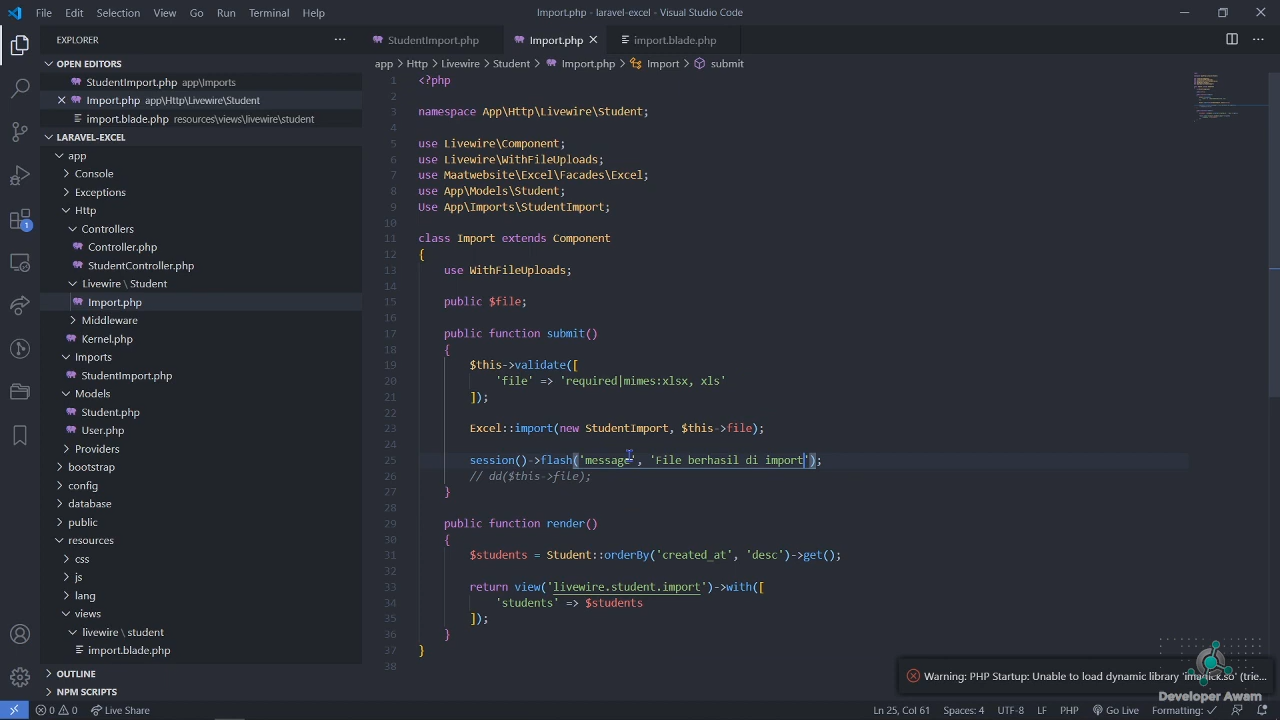 File Edit Selection View Go Run Terminal Help
Import.php - laravel-excel - Visual Studio Code
EXPLORER
OPEN EDITORS
StudentImport.php app\Imports
Import.php app\Http\Livewire\Student
import.blade.php resources\views\livewire\student
LARAVEL-EXCEL
app
Console
Exceptions
Http
Controllers
Controller.php
StudentController.php
Livewire \ Student
Import.php
Middleware
Kernel.php
Imports
StudentImport.php
Models
Student.php
User.php
Providers
bootstrap
config
database
public
resources
css
js
lang
views
livewire \ student
import.blade.php
OUTLINE
NPM SCRIPTS
1
StudentImport.php Import.php import.blade.php
app > Http > Livewire > Student > Import.php > Import > submit
1 <?php
2
3 namespace App\Http\Livewire\Student;
4
5 use Livewire\Component;
6 use Livewire\WithFileUploads;
7 use Maatwebsite\Excel\Facades\Excel;
8 use App\Models\Student;
9 Use App\Imports\StudentImport;
10
11 class Import extends Component
12 {
13 use WithFileUploads;
14
15 public $file;
16
17 public function submit()
18 {
19 $this->validate([
20 'file' => 'required|mimes:xlsx, xls'
21 ]);
22
23 Excel::import(new StudentImport, $this->file);
24
25 session()->flash('message', 'File berhasil di import');
26 // dd($this->file);
27 }
28
29 public function render()
30 {
31 $students = Student::orderBy('created_at', 'desc')->get();
32
33 return view('livewire.student.import')->with([
34 'students' => $students
35 ]);
36 }
37 }
38
Warning: PHP Startup: Unable to load dynamic library 'imagick.so' (trie...
Developer Awam
0 0 Live Share
Ln 25, Col 61 Spaces: 4 UTF-8 LF PHP Go Live Formatting: